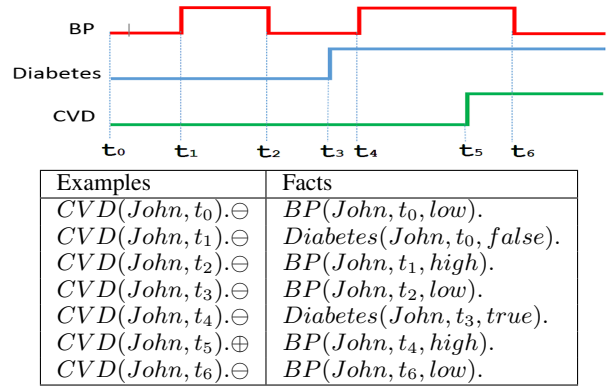 BP
Diabetes
CVD
t₀ t₁ t₂ t₃ t₄ t₅ t₆
Examples Facts
CVD(John, t₀).⊖ BP(John, t₀, low).
CVD(John, t₁).⊖ Diabetes(John, t₀, false).
CVD(John, t₂).⊖ BP(John, t₁, high).
CVD(John, t₃).⊖ BP(John, t₂, low).
CVD(John, t₄).⊖ Diabetes(John, t₃, true).
CVD(John, t₅).⊕ BP(John, t₄, high).
CVD(John, t₆).⊖ BP(John, t₆, low).